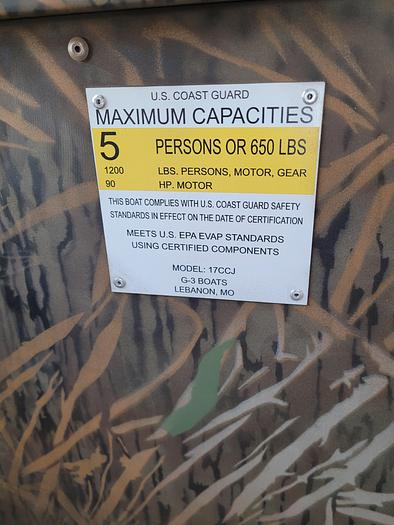 U.S. COAST GUARD
MAXIMUM CAPACITIES
5 PERSONS OR 650 LBS
1200 LBS. PERSONS, MOTOR, GEAR
90 HP. MOTOR
THIS BOAT COMPLIES WITH U.S. COAST GUARD SAFETY
STANDARDS IN EFFECT ON THE DATE OF CERTIFICATION
MEETS U.S. EPA EVAP STANDARDS
USING CERTIFIED COMPONENTS
MODEL: 17CCJ
G-3 BOATS
LEBANON, MO